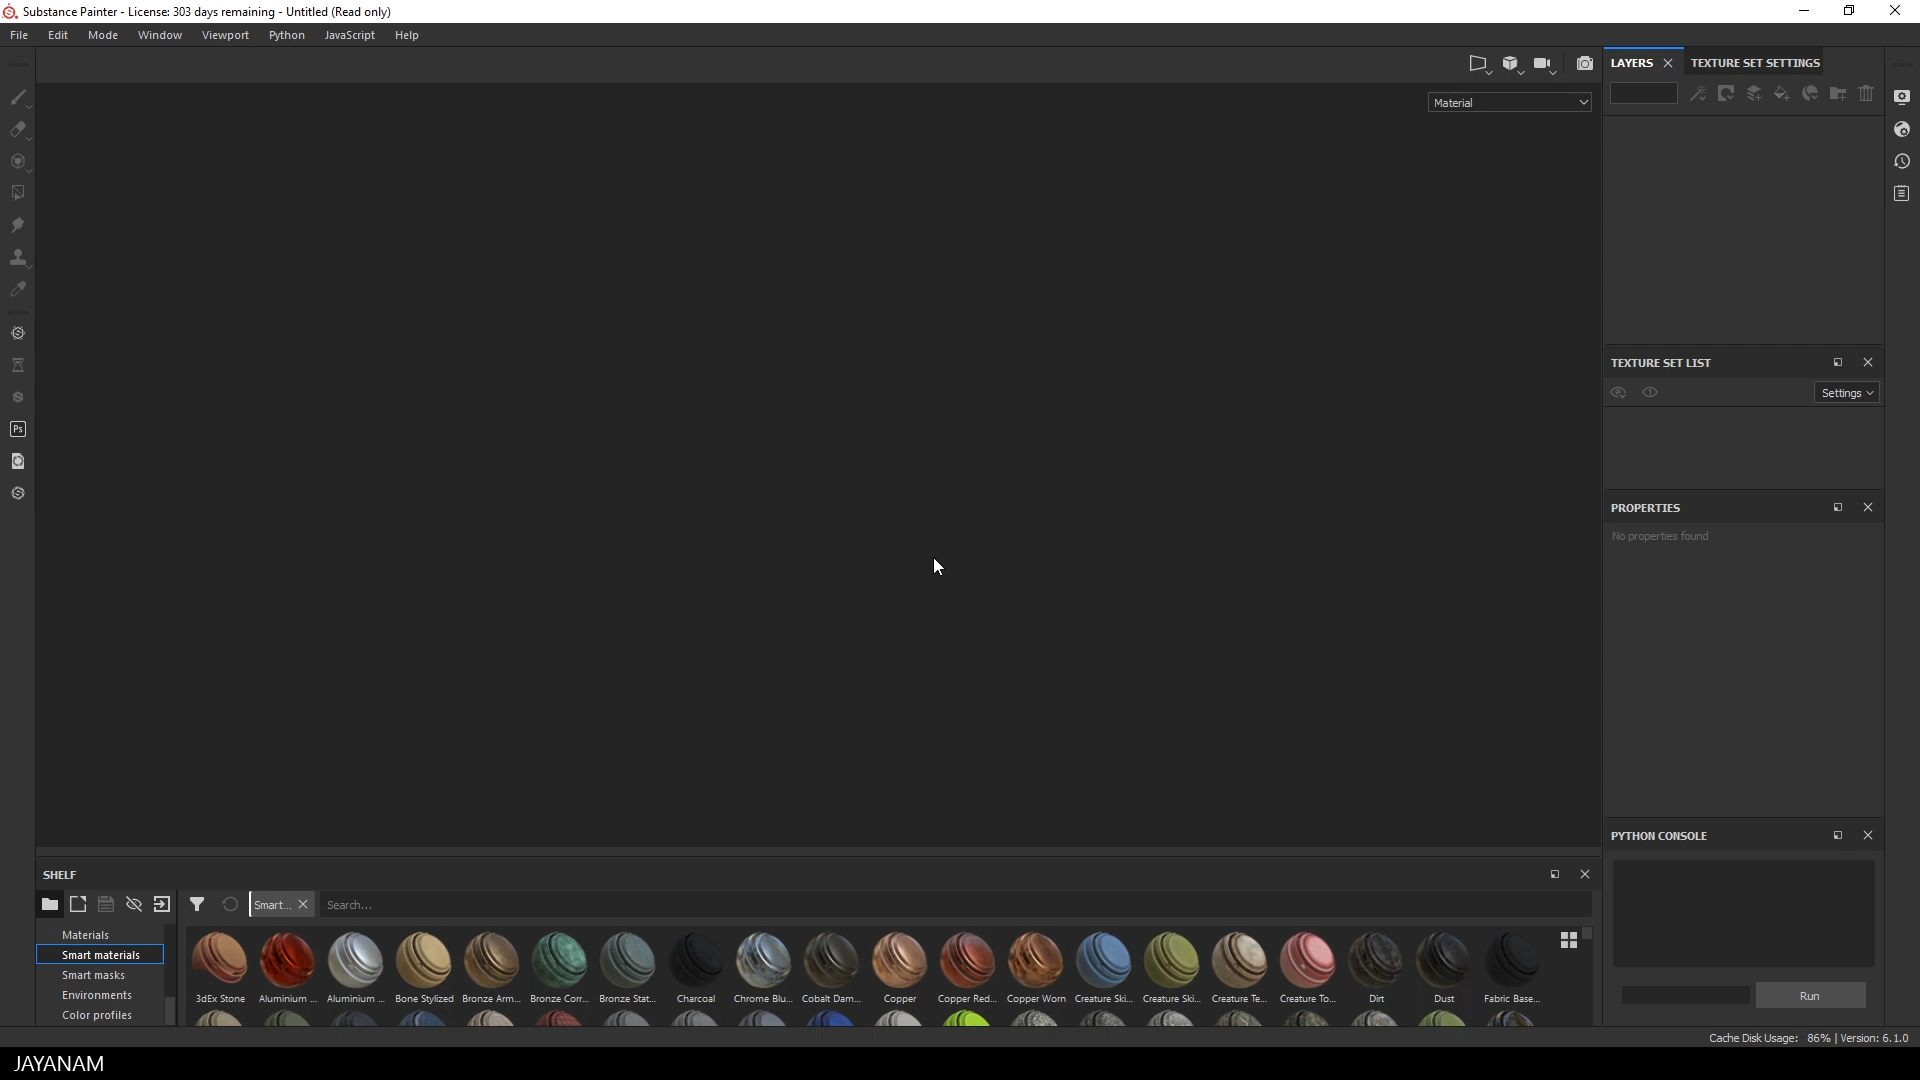 Substance Painter - License: 303 days remaining - Untitled (Read only)
File Edit Mode Window Viewport Python JavaScript Help
LAYERS TEXTURE SET SETTINGS
Material
TEXTURE SET LIST
Settings
Ps
PROPERTIES
No properties found
PYTHON CONSOLE
Run
SHELF
Smart... Search...
Materials
Smart materials
Smart masks
Environments
Color profiles
3dEx Stone Aluminium ... Aluminium ... Bone Stylized Bronze Arm... Bronze Corr... Bronze Stat... Charcoal Chrome Blu... Cobalt Dam... Copper Copper Red... Copper Worn Creature Ski... Creature Ski... Creature Te... Creature To... Dirt Dust Fabric Base...
Cache Disk Usage: 86% | Version: 6.1.0
JAYANAM